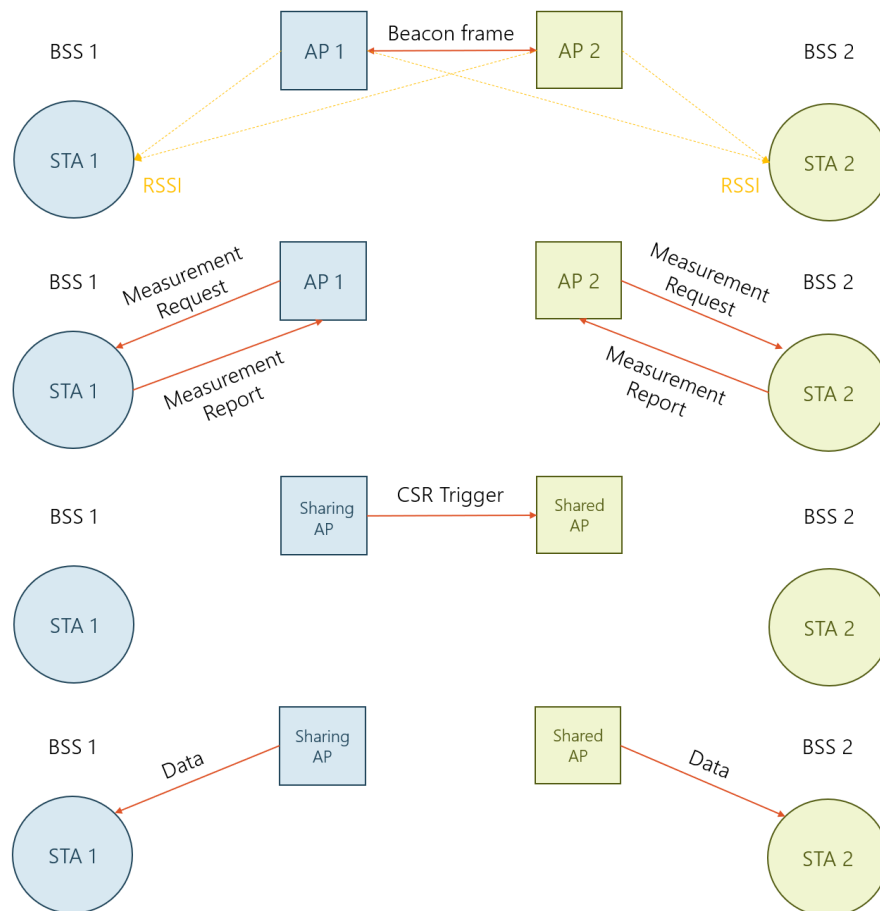 Beacon frame
BSS 1
AP 1
AP 2
BSS 2
STA 1
STA 2
RSSI
RSSI
BSS 1
Measurement
Request
AP 1
AP 2
Measurement
Request
BSS 2
STA 1
Measurement
Report
Measurement
Report
STA 2
BSS 1
Sharing
AP
CSR Trigger
Shared
AP
BSS 2
STA 1
STA 2
BSS 1
Data
Sharing
AP
Shared
AP
Data
BSS 2
STA 1
STA 2